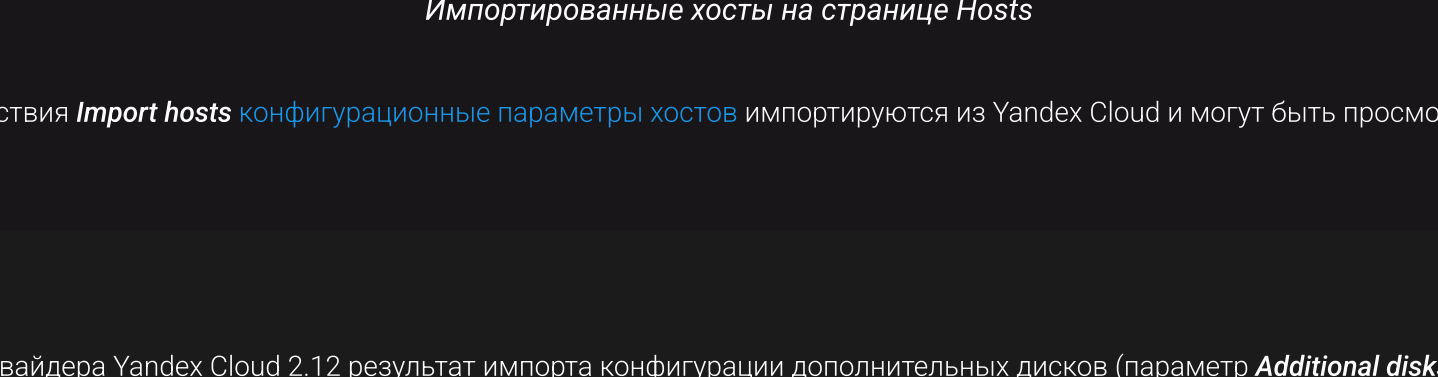 Импортированные хосты на странице Hosts
ствия Import hosts конфигурационные параметры хостов импортируются из Yandex Cloud и могут быть просмо
вайдера Yandex Cloud 2.12 результат импорта конфигурации дополнительных дисков (параметр Additional disks